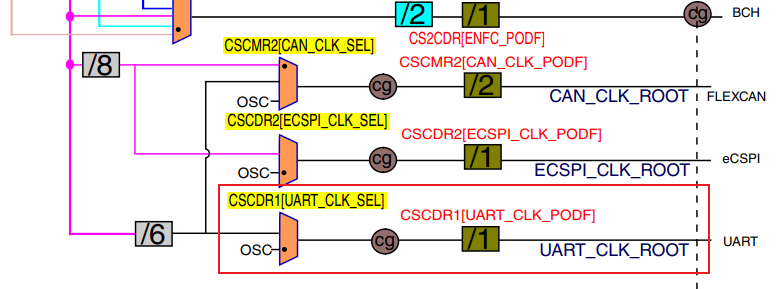 /2
/1
cg
BCH
CS2CDR[ENFC_PODF]
CSCMR2[CAN_CLK_SEL]
/8
CSCMR2[CAN_CLK_PODF]
cg
/2
OSC
CAN_CLK_ROOT
FLEXCAN
CSCDR2[ECSPI_CLK_SEL]
CSCDR2[ECSPI_CLK_PODF]
cg
/1
eCSPI
OSC
ECSPI_CLK_ROOT
CSCDR1[UART_CLK_SEL]
CSCDR1[UART_CLK_PODF]
/6
OSC
cg
/1
UART_CLK_ROOT
UART